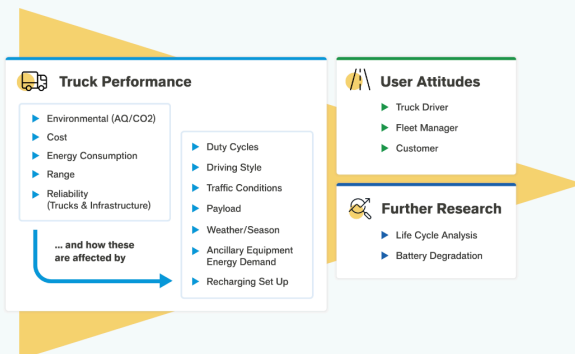 Truck Performance
Environmental (AQ/CO2)
Cost
Energy Consumption
Range
Reliability
(Trucks & Infrastructure)
... and how these
are affected by
Duty Cycles
Driving Style
Traffic Conditions
Payload
Weather/Season
Ancillary Equipment
Energy Demand
Recharging Set Up
User Attitudes
Truck Driver
Fleet Manager
Customer
Further Research
Life Cycle Analysis
Battery Degradation